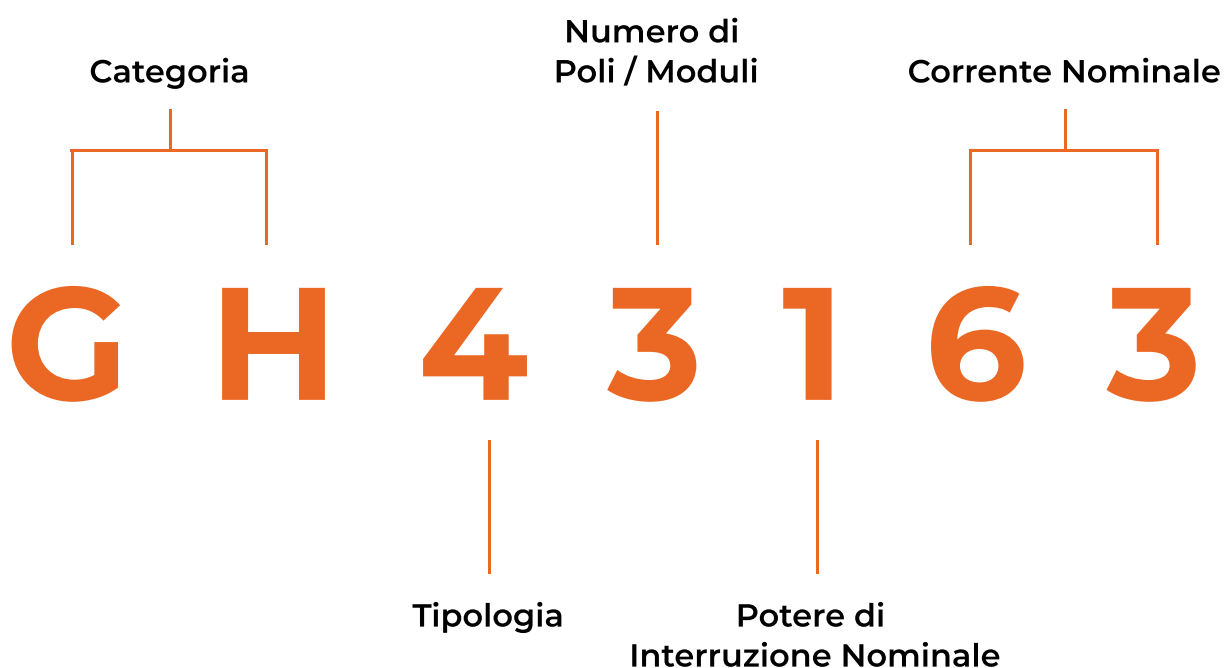 Numero di
Categoria
Poli / Moduli
Corrente Nominale
G H 4 3 1 6 3
Tipologia
Potere di
Interruzione Nominale